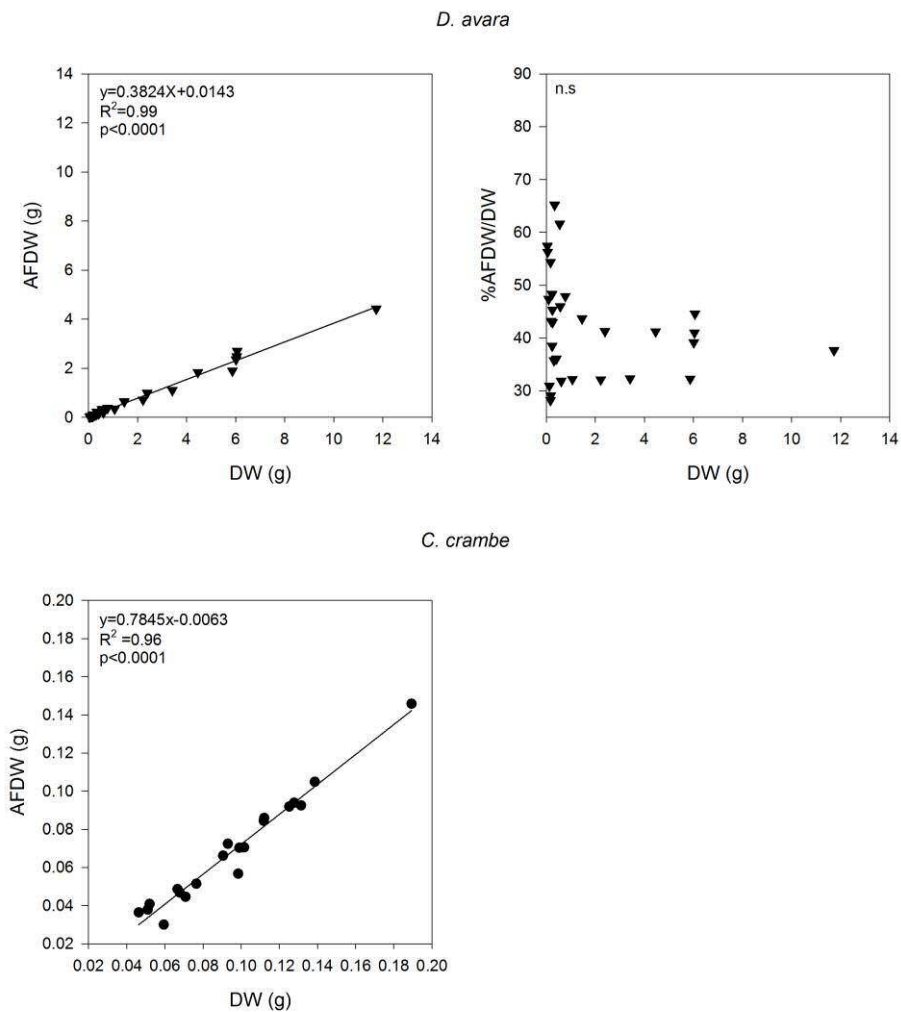 D. avara
14
12
10
8
6
4
2
0
AFDW (g)
y=0.3824X+0.0143
R²=0.99
p<0.0001
0 2 4 6 8 10 12 14
DW (g)
90
80
70
60
50
40
30
%AFDW/DW
n.s
0 2 4 6 8 10 12 14
DW (g)
C. crambe
0.20
0.18
0.16
0.14
0.12
0.10
0.08
0.06
0.04
0.02
AFDW (g)
y=0.7845x-0.0063
R² =0.96
p<0.0001
0.02 0.04 0.06 0.08 0.10 0.12 0.14 0.16 0.18 0.20
DW (g)